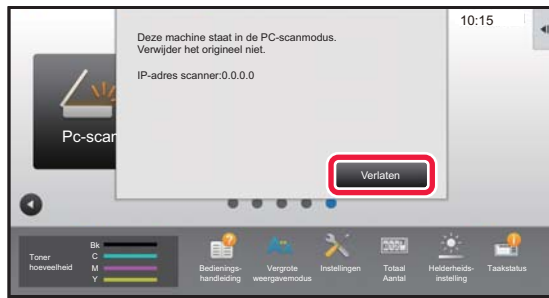 10:15
Deze machine staat in de PC-scanmodus.
Verwijder het origineel niet.
IP-adres scanner:0.0.0.0
Pc-scan
Verlaten
Toner
hoeveelheid
Bk
C
M
Y
Bedienings-
handleiding
Vergrote
weergavemodus
Instellingen
Totaal
Aantal
Helderheids-
instelling
Taakstatus